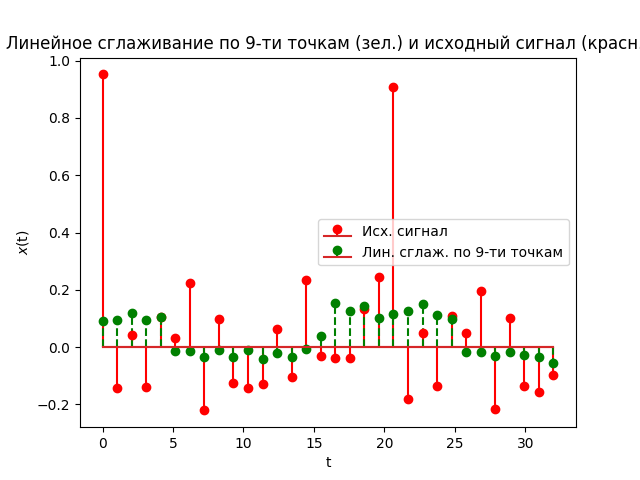 Линейное сглаживание по 9-ти точкам (зел.) и исходный сигнал (красн.
1.0
0.8
0.6
0.4
0.2
0.0
−0.2
x(t)
Исх. сигнал
Лин. сглаж. по 9-ти точкам
0 5 10 15 20 25 30
t